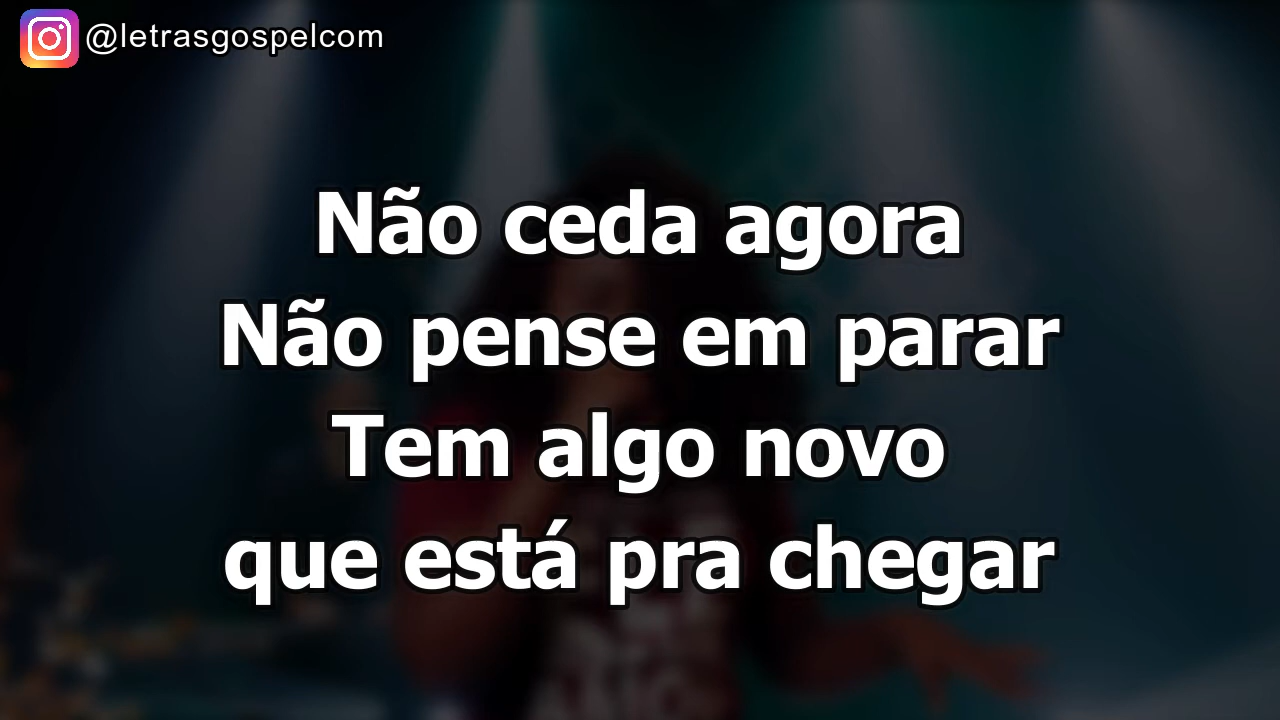 @letrasgospelcom
Não ceda agora
Não pense em parar
Tem algo novo
que está pra chegar